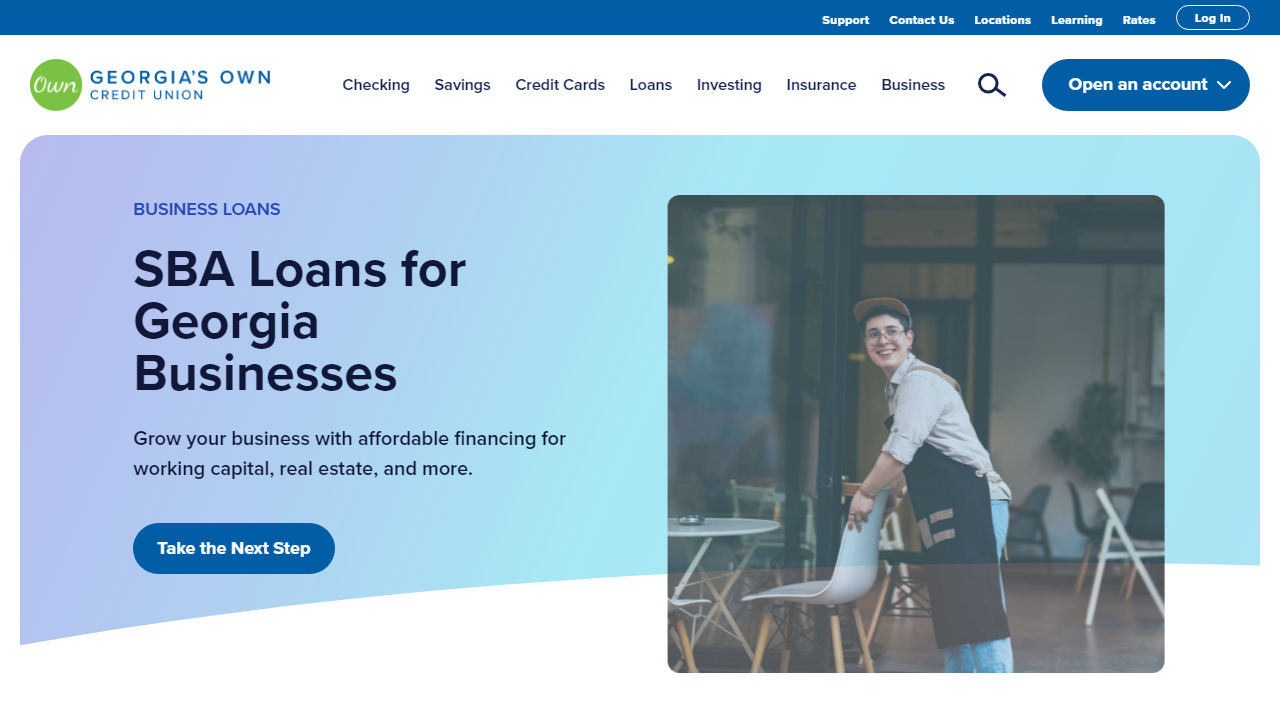 Support Contact Us Locations Learning Rates Log In
Own GEORGIA'S OWN
CREDIT UNION
Checking Savings Credit Cards Loans Investing Insurance Business Open an account
BUSINESS LOANS
SBA Loans for
Georgia
Businesses
Grow your business with affordable financing for
working capital, real estate, and more.
Take the Next Step